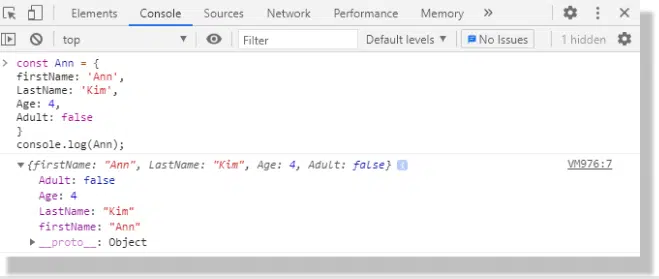 Elements Console Sources Network Performance Memory »
top Filter Default levels No Issues 1 hidden
> const Ann = {
firstName: 'Ann',
LastName: 'Kim',
Age: 4,
Adult: false
}
console.log(Ann);
{firstName: "Ann", LastName: "Kim", Age: 4, Adult: false} i VM976:7
Adult: false
Age: 4
LastName: "Kim"
firstName: "Ann"
__proto__: Object